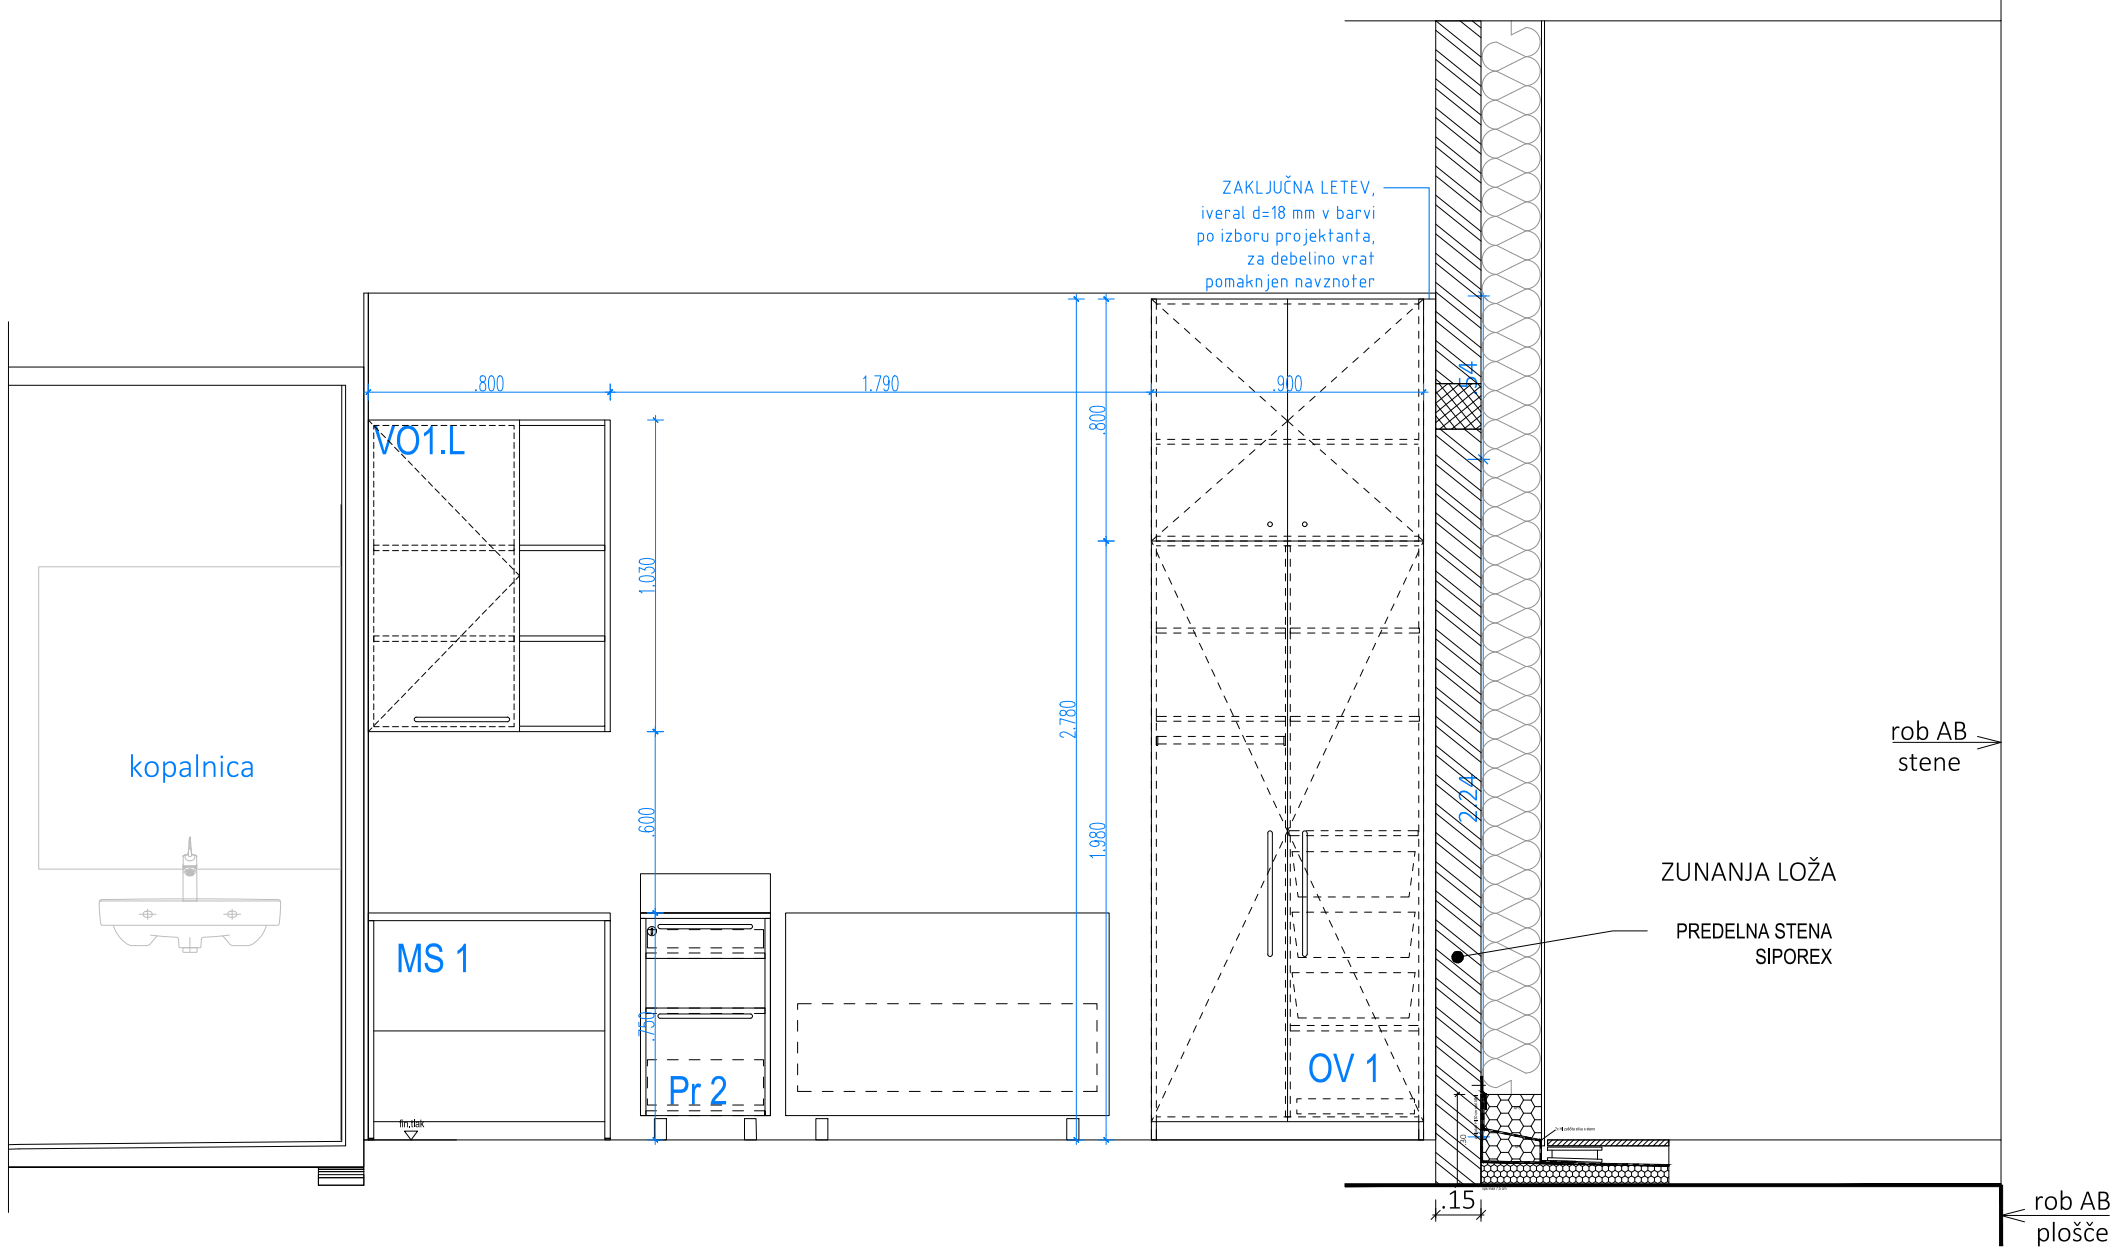 ZAKLJUČNA LETEV,
iveral d=18 mm v barvi
po izboru projektanta,
za debelino vrat
pomaknjen navznoter
.800
1.790
.900
.54
.800
VO1.L
1.030
2.780
rob AB
stene
kopalnica
2.24
.600
1.980
ZUNANJA LOŽA
PREDELNA STENA
SIPOREX
MS 1
.750
OV 1
Pr 2
fin.tlak
.30
.15
rob AB
plošče